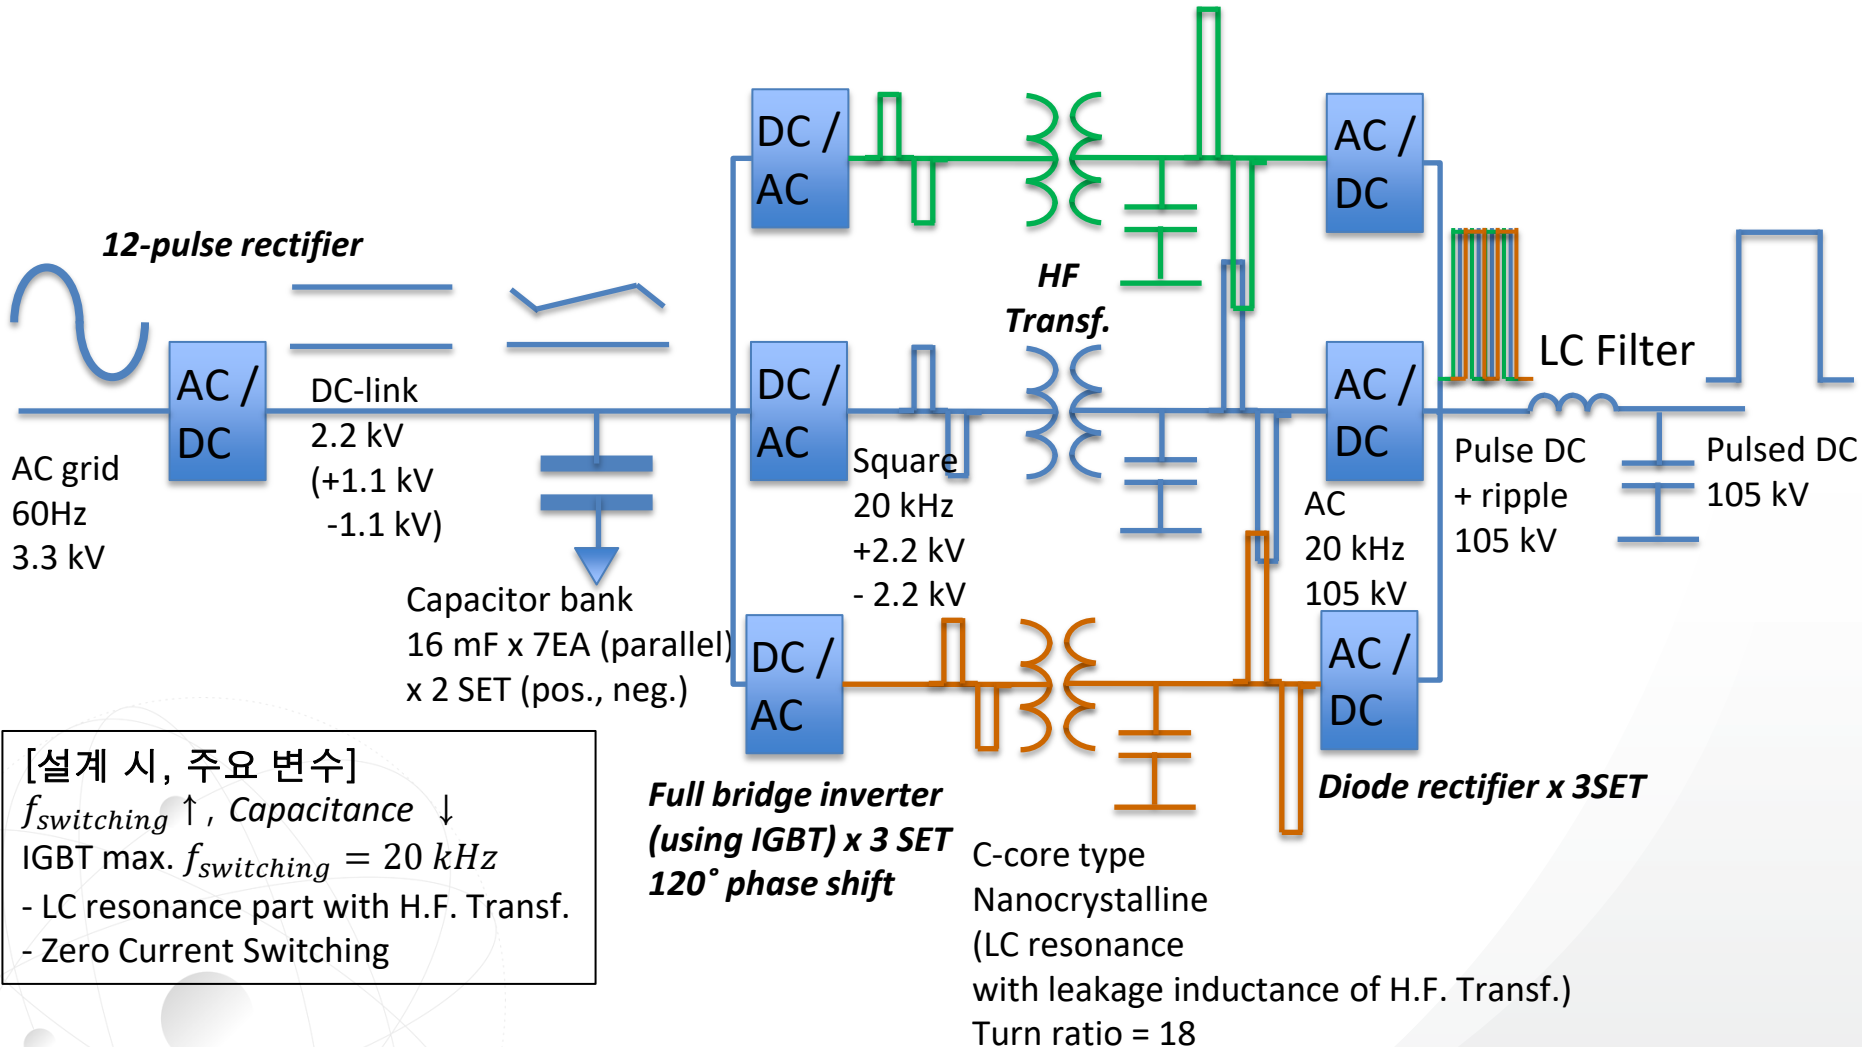 12-pulse rectifier
AC grid
60Hz
3.3 kV
AC /
DC
DC-link
2.2 kV
(+1.1 kV
-1.1 kV)
Capacitor bank
16 mF x 7EA (parallel)
x 2 SET (pos., neg.)
DC /
AC
DC /
AC
DC /
AC
Square
20 kHz
+2.2 kV
- 2.2 kV
Full bridge inverter
(using IGBT) x 3 SET
120˚ phase shift
HF
Transf.
C-core type
Nanocrystalline
(LC resonance
with leakage inductance of H.F. Transf.)
Turn ratio = 18
AC
20 kHz
105 kV
AC /
DC
AC /
DC
AC /
DC
Diode rectifier x 3SET
LC Filter
Pulse DC
+ ripple
105 kV
Pulsed DC
105 kV
[설계 시, 주요 변수]
f_switching ↑, Capacitance ↓
IGBT max. f_switching = 20 kHz
- LC resonance part with H.F. Transf.
- Zero Current Switching